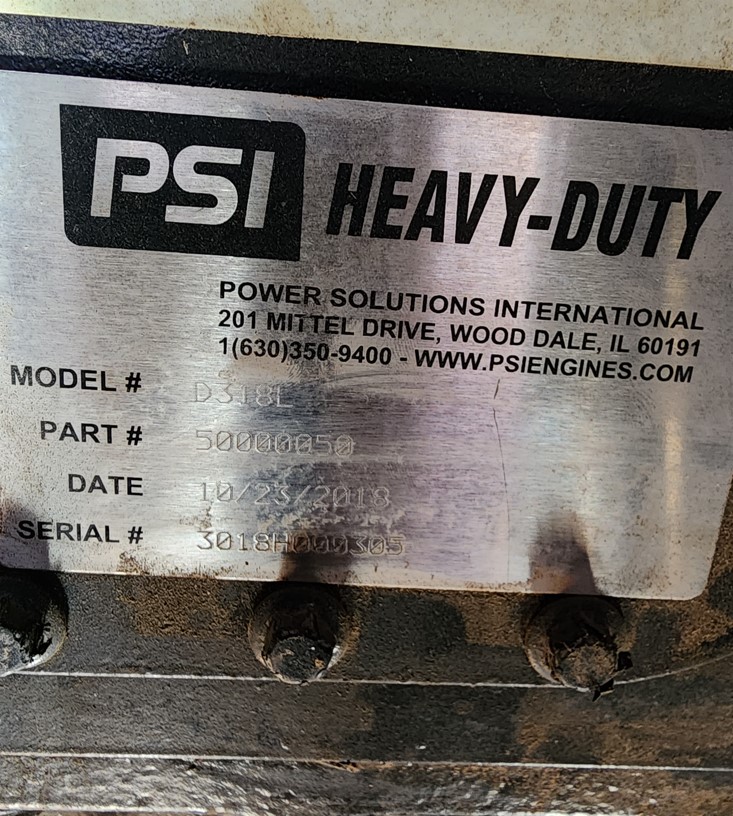 PSI HEAVY-DUTY
POWER SOLUTIONS INTERNATIONAL
201 MITTEL DRIVE, WOOD DALE, IL 60191
1(630)350-9400 - WWW.PSIENGINES.COM
MODEL # D318L
PART # 50000050
DATE 10/23/2018
SERIAL # 3018H000305